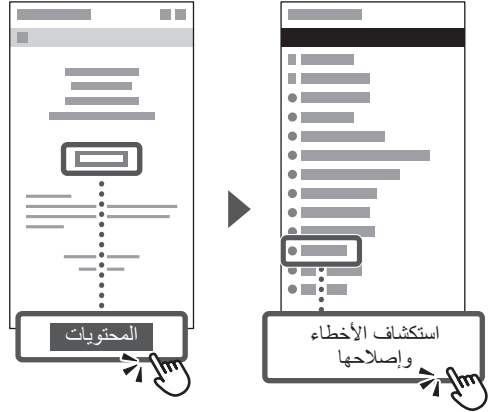 المحتويات
استكشاف الأخطاء
وإصلاحها